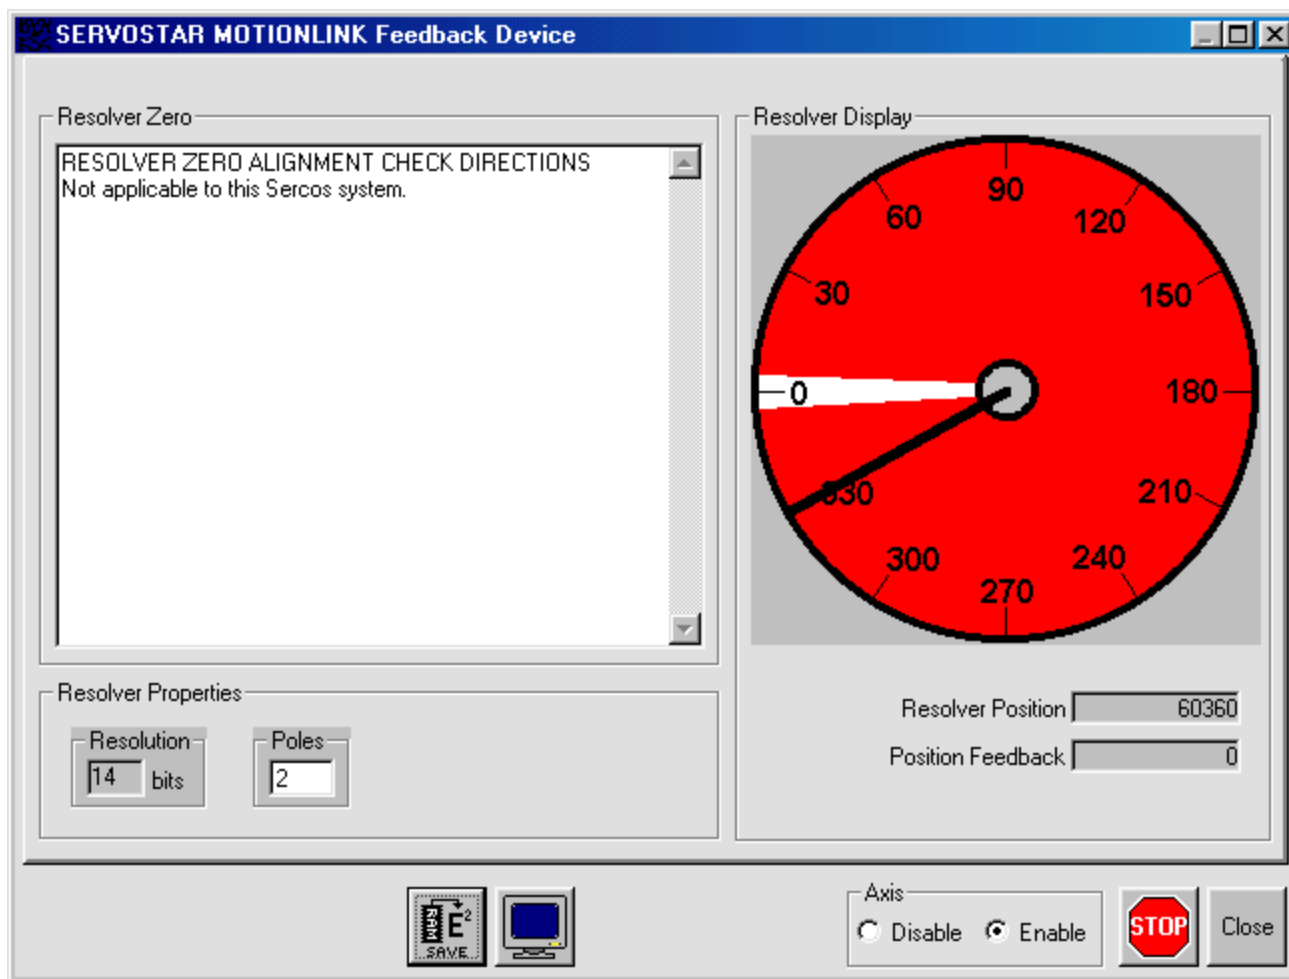 SERVOSTAR MOTIONLINK Feedback Device
Resolver Zero
RESOLVER ZERO ALIGNMENT CHECK DIRECTIONS
Not applicable to this Sercos system.
Resolver Display
90
60
120
30
150
0
180
330
210
300
240
270
Resolver Position 60360
Position Feedback 0
Resolver Properties
Resolution
14 bits
Poles
2
RAM E²
SAVE
Axis
Disable Enable
STOP
Close